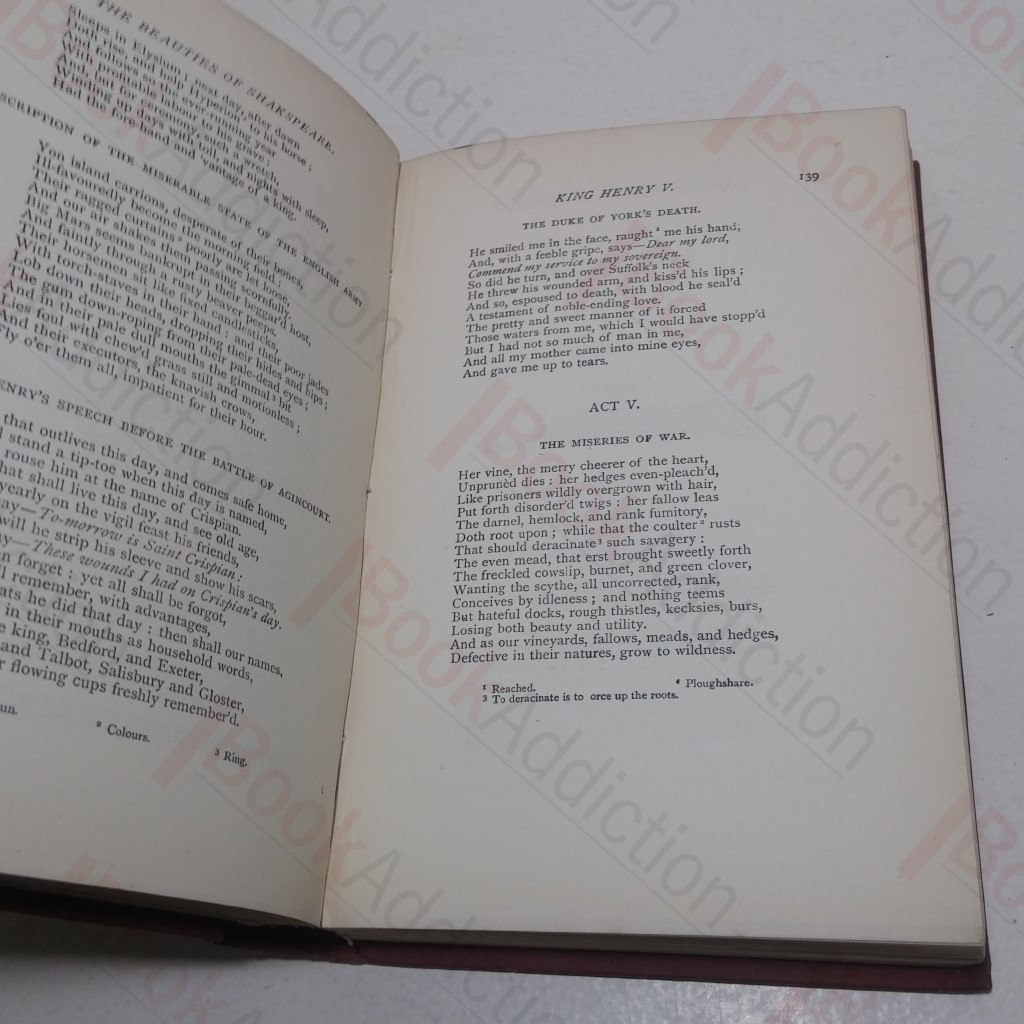 THE BEAUTIES OF SHAKSPEARE.
Sleeps in Elysium; next day, after dawn
Doth rise, and help Hyperion to his horse;
And follows so the ever running year
With profitable labour to his grave:
And, but for ceremony, such a wretch,
Winding up days with toil, and nights with sleep,
Had the fore-hand and vantage of a king.
SCRIPTION OF THE MISERABLE STATE OF THE ENGLISH ARMY
Yon island carrions, desperate of their bones,
Ill-favouredly become the morning field;
Their ragged curtains² poorly are let loose,
And our air shakes them passing scornfully.
Big Mars seems bankrupt in their beggar'd host,
And faintly through a rusty beaver peeps.
Their horsemen sit like fixed candlesticks,
With torch-staves in their hand; and their poor jades
Lob down their heads, dropping their hides and hips;
The gum down-roping from their pale-dead eyes;
And in their pale dull mouths the gimmal³ bit
Lies foul with chew'd grass still and motionless;
And their executors, the knavish crows,
Fly o'er them all, impatient for their hour.
ENRY'S SPEECH BEFORE THE BATTLE OF AGINCOURT.
that outlives this day, and comes safe home,
stand a tip-toe when this day is named,
rouse him at the name of Crispian.
hat shall live this day, and see old age,
yearly on the vigil feast his friends,
ay—To-morrow is Saint Crispian:
will he strip his sleeve and show his scars,
y—These wounds I had on Crispian's day.
n forget; yet all shall be forgot,
ll remember, with advantages,
ats he did that day: then shall our names,
in their mouths as household words,
e king, Bedford, and Exeter,
and Talbot, Salisbury and Gloster,
r flowing cups freshly remember'd.
un. ² Colours. ³ Ring.
KING HENRY V. 139
THE DUKE OF YORK'S DEATH.
He smiled me in the face, raught¹ me his hand;
And, with a feeble gripe, says—Dear my lord,
Commend my service to my sovereign.
So did he turn, and over Suffolk's neck
He threw his wounded arm, and kiss'd his lips;
And so, espoused to death, with blood he seal'd
A testament of noble-ending love.
The pretty and sweet manner of it forced
Those waters from me, which I would have stopp'd
But I had not so much of man in me,
And all my mother came into mine eyes,
And gave me up to tears.
ACT V.
THE MISERIES OF WAR.
Her vine, the merry cheerer of the heart,
Unprunèd dies: her hedges even-pleach'd,
Like prisoners wildly overgrown with hair,
Put forth disorder'd twigs: her fallow leas
The darnel, hemlock, and rank fumitory,
Doth root upon; while that the coulter² rusts
That should deracinate³ such savagery:
The even mead, that erst brought sweetly forth
The freckled cowslip, burnet, and green clover,
Wanting the scythe, all uncorrected, rank,
Conceives by idleness; and nothing teems
But hateful docks, rough thistles, kecksies, burs,
Losing both beauty and utility.
And as our vineyards, fallows, meads, and hedges,
Defective in their natures, grow to wildness.
¹ Reached. ⁴ Ploughshare.
³ To deracinate is to orce up the roots.
BookAddiction